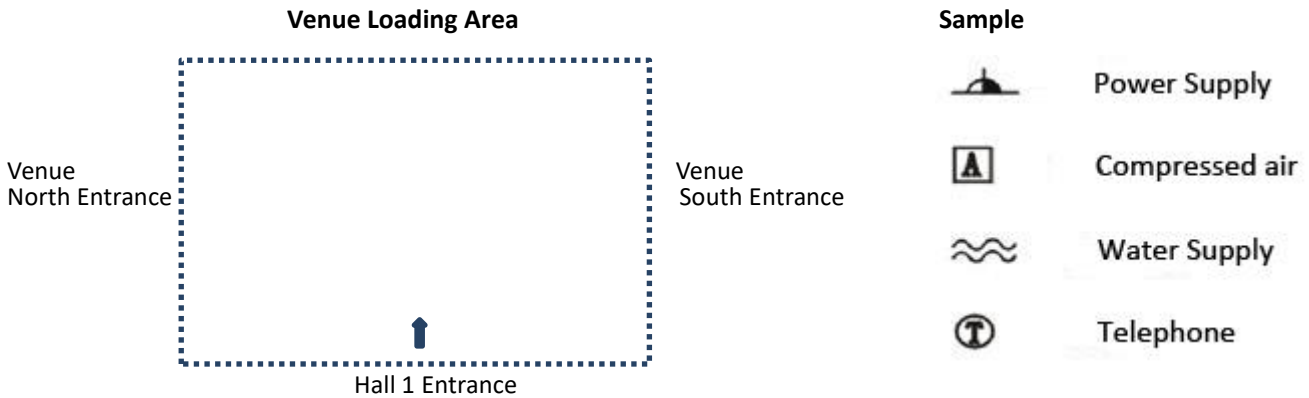 Venue Loading Area
Venue
North Entrance
Venue
South Entrance
Hall 1 Entrance
Sample
Power Supply
A Compressed air
Water Supply
T Telephone